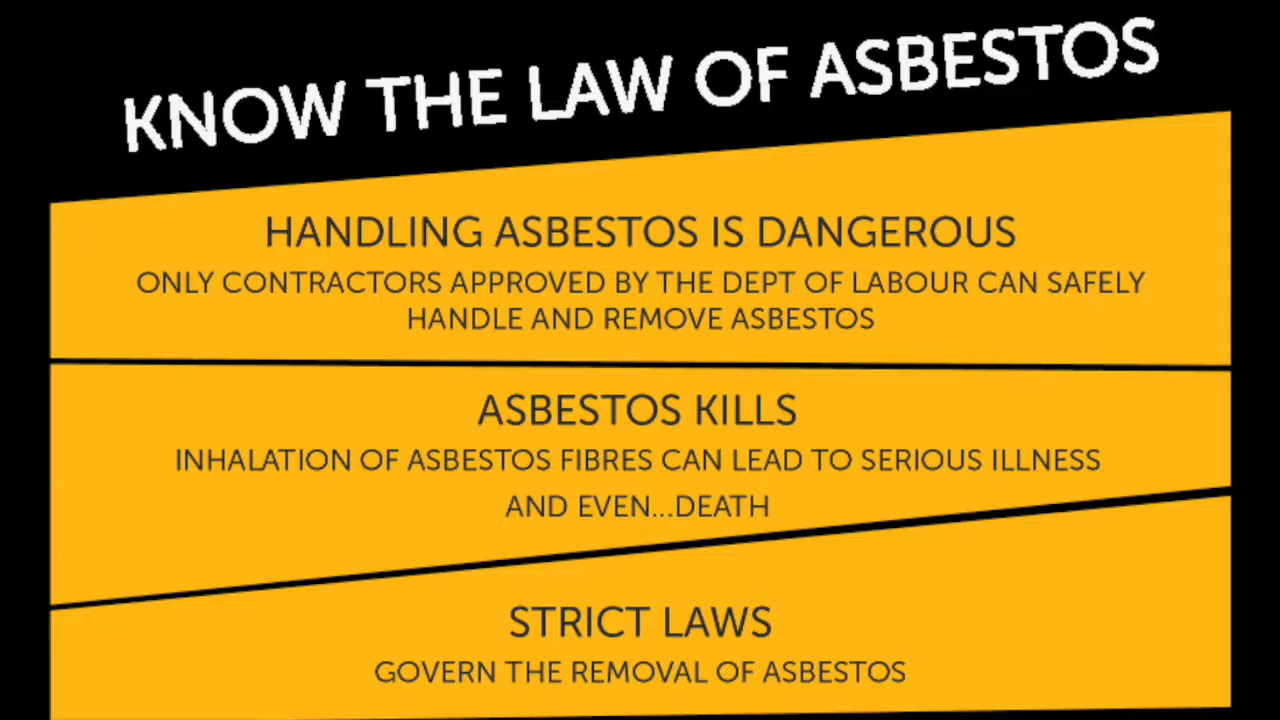 KNOW THE LAW OF ASBESTOS
HANDLING ASBESTOS IS DANGEROUS
ONLY CONTRACTORS APPROVED BY THE DEPT OF LABOUR CAN SAFELY
HANDLE AND REMOVE ASBESTOS
ASBESTOS KILLS
INHALATION OF ASBESTOS FIBRES CAN LEAD TO SERIOUS ILLNESS
AND EVEN...DEATH
STRICT LAWS
GOVERN THE REMOVAL OF ASBESTOS